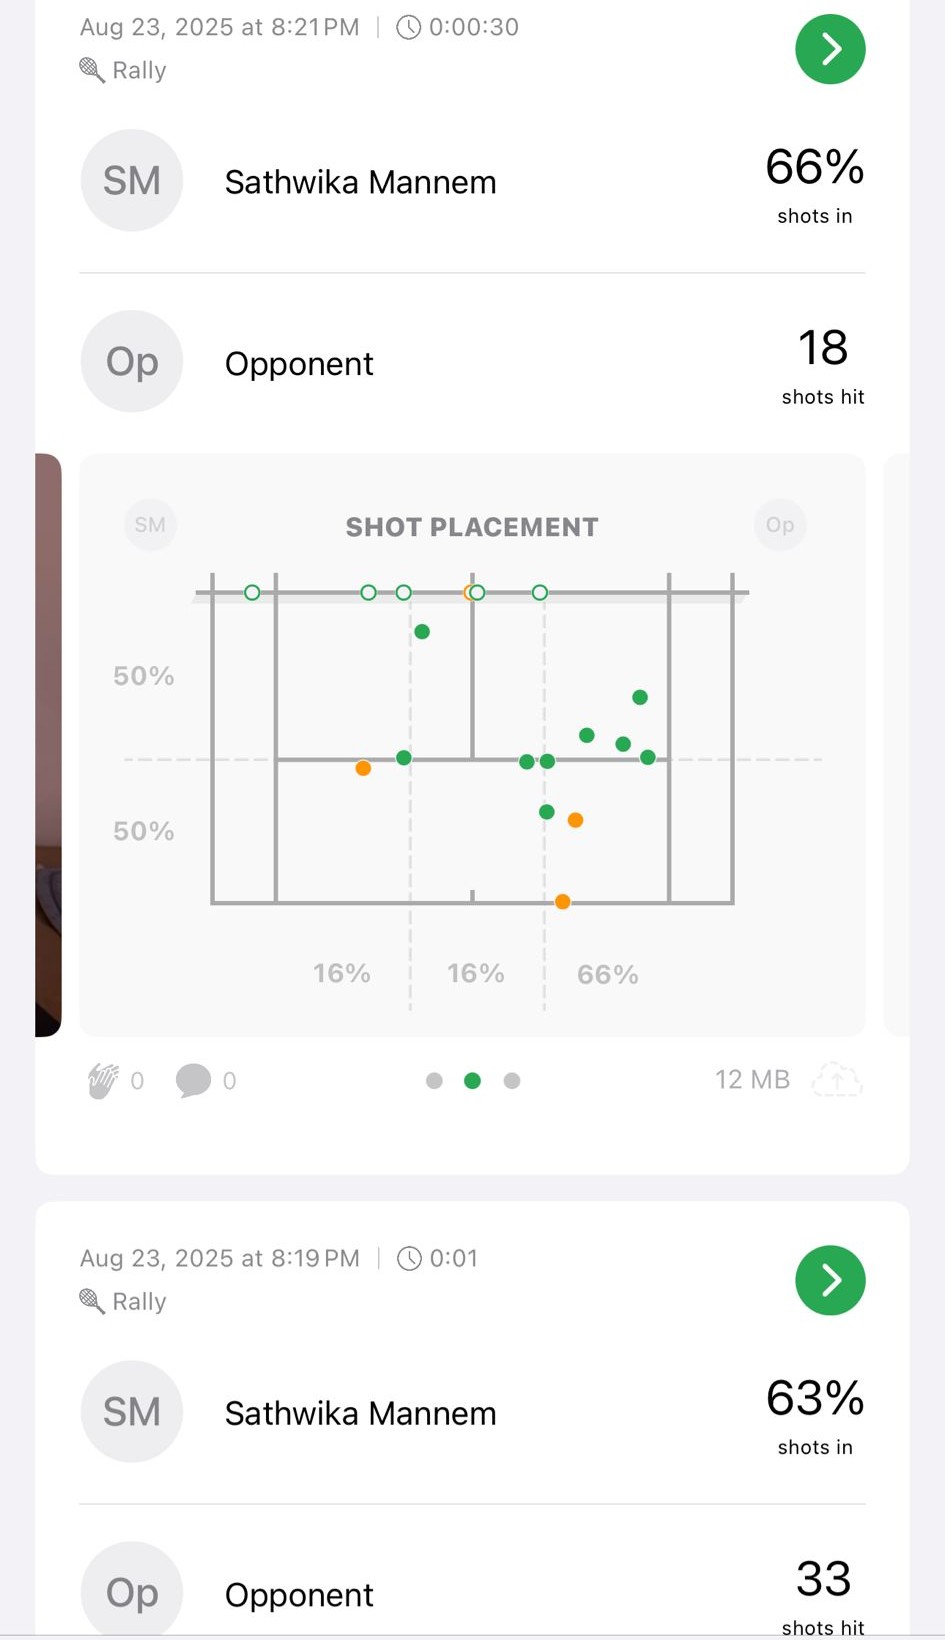 Aug 23, 2025 at 8:21 PM | 0:00:30
Rally
SM Sathwika Mannem 66%
shots in
Op Opponent 18
shots hit
SM SHOT PLACEMENT Op
50%
50%
16% 16% 66%
0 0 12 MB
Aug 23, 2025 at 8:19 PM | 0:01
Rally
SM Sathwika Mannem 63%
shots in
Op Opponent 33
shots hit